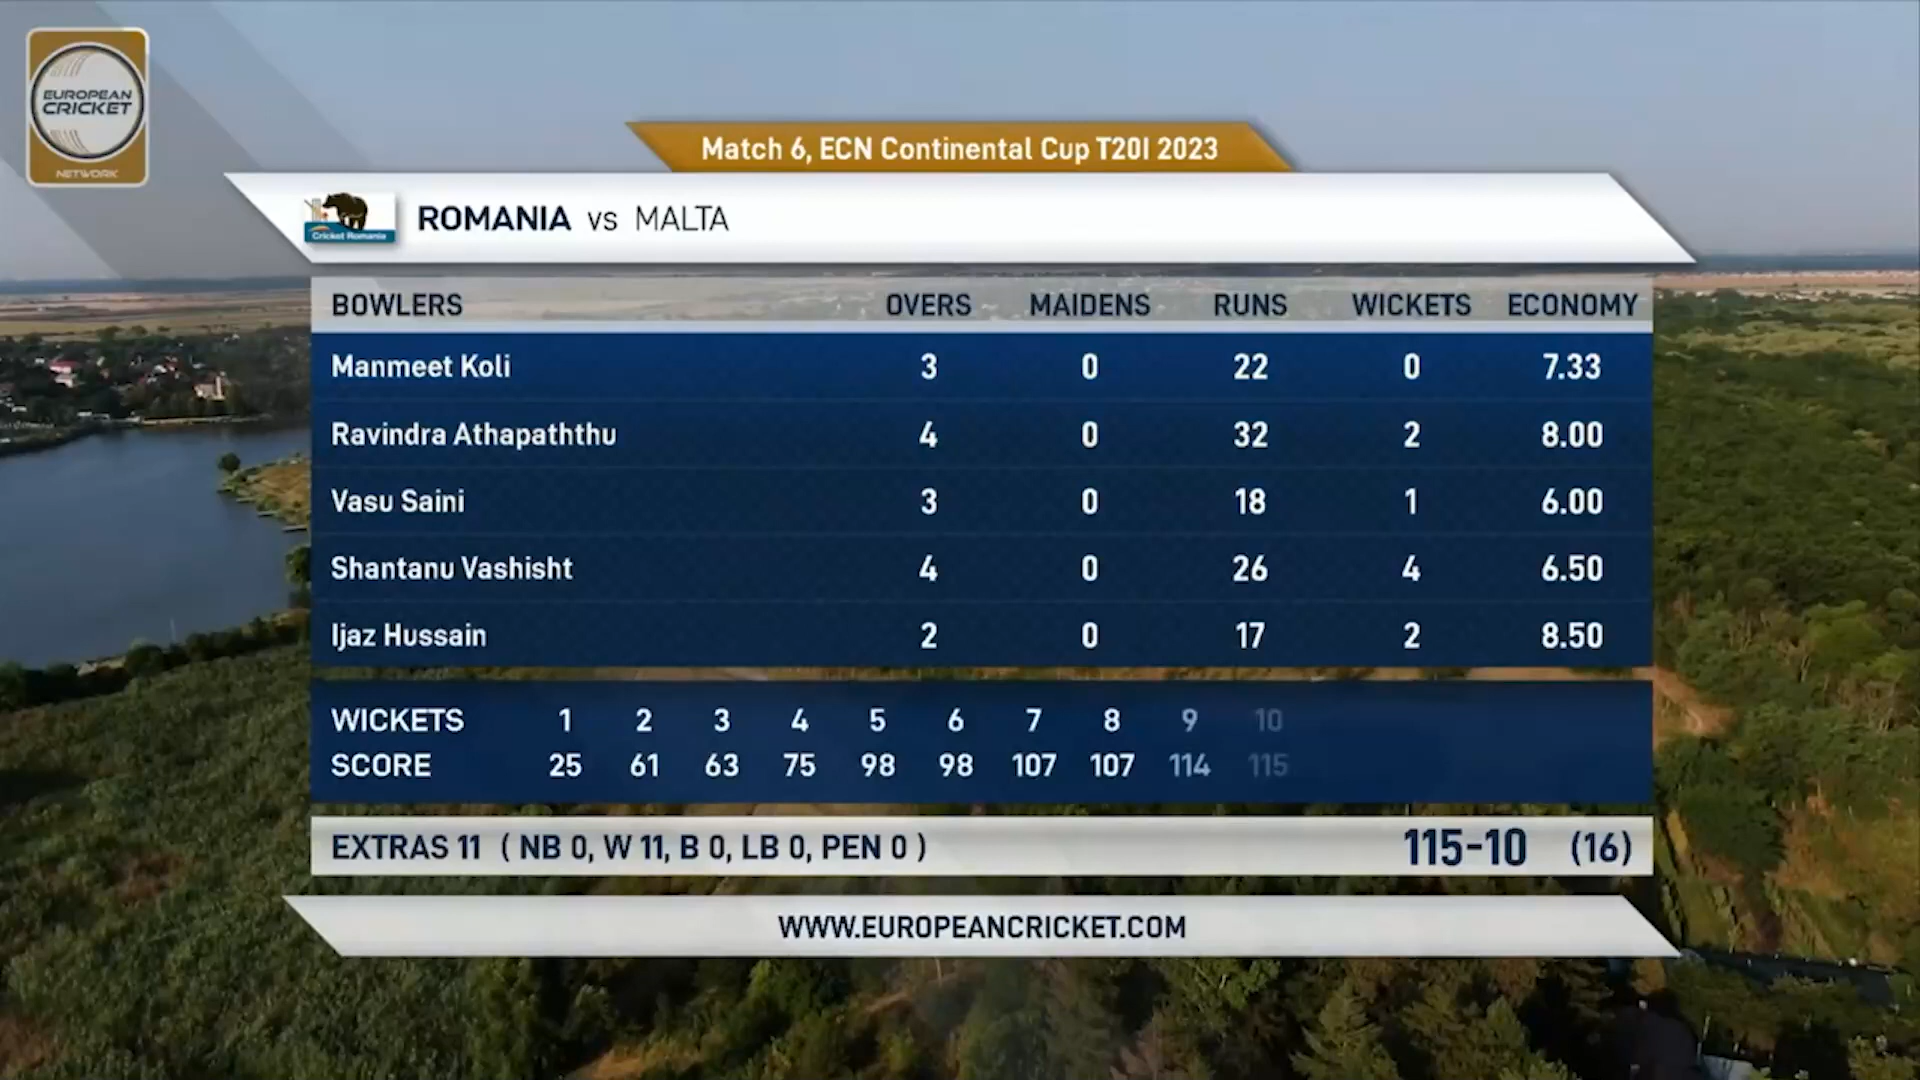 EUROPEAN
CRICKET
NETWORK
Match 6, ECN Continental Cup T20I 2023
Cricket Romania
ROMANIA vs MALTA
BOWLERS OVERS MAIDENS RUNS WICKETS ECONOMY
Manmeet Koli 3 0 22 0 7.33
Ravindra Athapaththu 4 0 32 2 8.00
Vasu Saini 3 0 18 1 6.00
Shantanu Vashisht 4 0 26 4 6.50
Ijaz Hussain 2 0 17 2 8.50
WICKETS 1 2 3 4 5 6 7 8 9 10
SCORE 25 61 63 75 98 98 107 107 114 115
EXTRAS 11 ( NB 0, W 11, B 0, LB 0, PEN 0 ) 115-10 (16)
WWW.EUROPEANCRICKET.COM